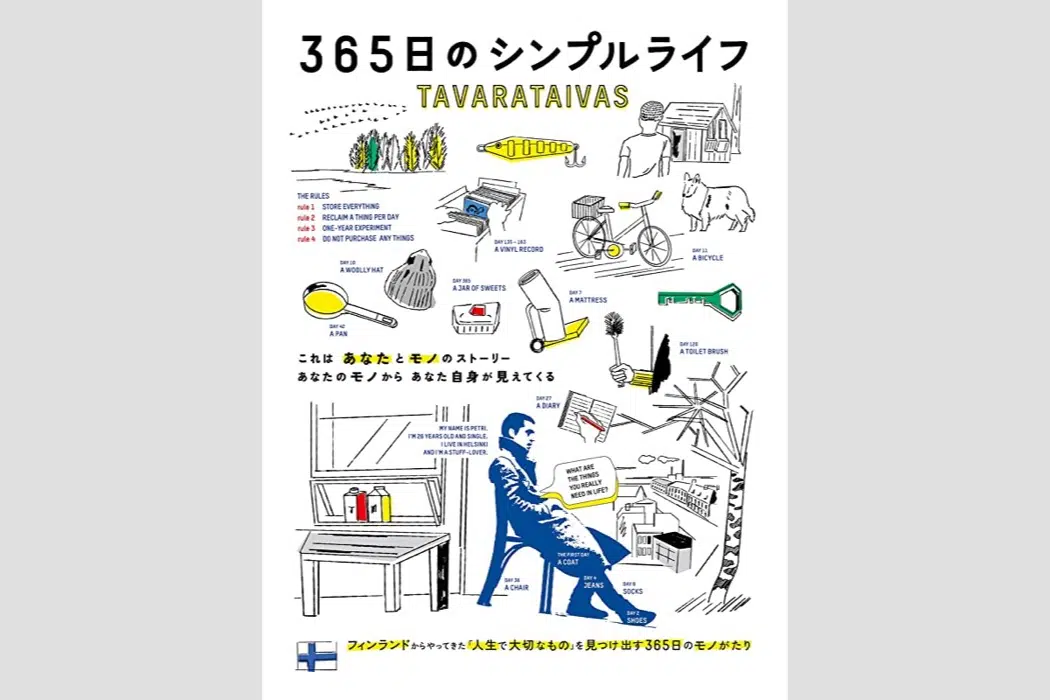 365日のシンプルライフ
TAVARATAIVAS
THE RULES
rule 1 STORE EVERYTHING
rule 2 RECLAIM A THING PER DAY
rule 3 ONE-YEAR EXPERIMENT
rule 4 DO NOT PURCHASE ANY THINGS
DAY 135 – 163
A VINYL RECORD
DAY 11
A BICYCLE
DAY 10
A WOOLLY HAT
DAY 365
A JAR OF SWEETS
DAY 7
A MATTRESS
DAY 42
A PAN
DAY 120
A TOILET BRUSH
これは あなたとモノのストーリー
あなたのモノから あなた自身が見えてくる
DAY 27
A DIARY
MY NAME IS PETRI.
I'M 26 YEARS OLD AND SINGLE.
I LIVE IN HELSINKI
AND I'M A STUFF-LOVER.
WHAT ARE
THE THINGS
YOU REALLY
NEED IN LIFE?
THE FIRST DAY
A COAT
DAY 36
A CHAIR
DAY 4
JEANS
DAY 8
SOCKS
DAY 2
SHOES
フィンランドからやってきた「人生で大切なもの」を見つけ出す365日のモノがたり